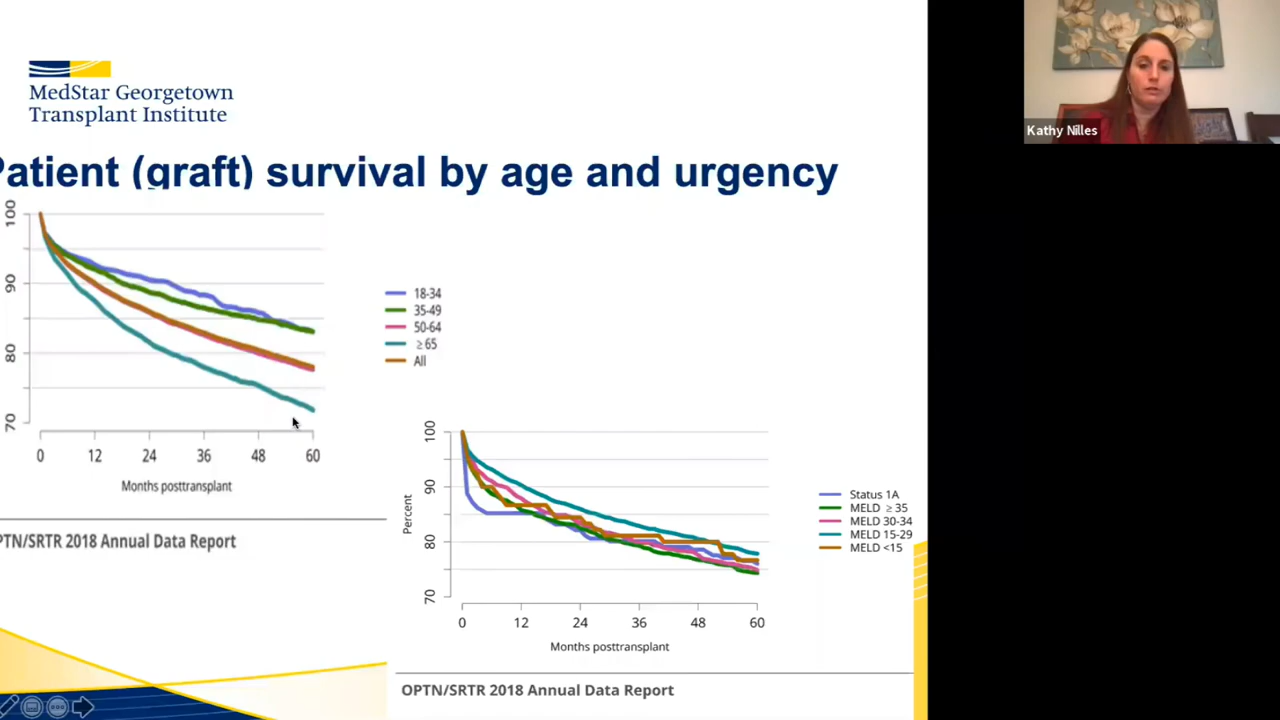 MedStar Georgetown
Transplant Institute
Patient (graft) survival by age and urgency
100
90
80
70
0 12 24 36 48 60
Months posttransplant
18-34
35-49
50-64
≥ 65
All
OPTN/SRTR 2018 Annual Data Report
Percent
100
90
80
70
0 12 24 36 48 60
Months posttransplant
Status 1A
MELD ≥ 35
MELD 30-34
MELD 15-29
MELD <15
OPTN/SRTR 2018 Annual Data Report
Kathy Nilles